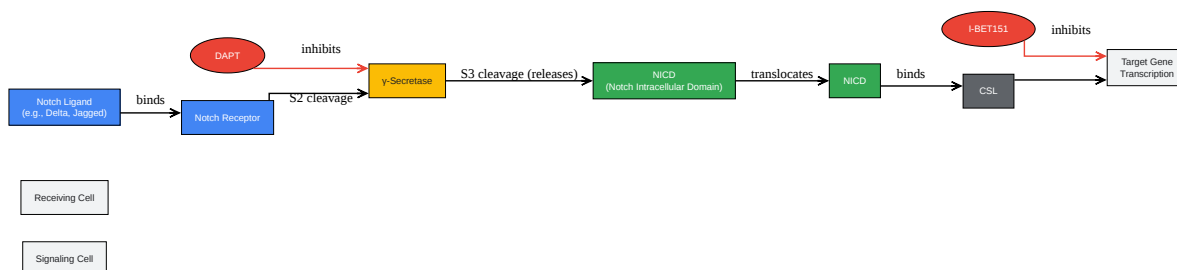 I-BET151
inhibits
DAPT
inhibits
Target Gene
Transcription
γ-Secretase
S3 cleavage (releases)
NICD
(Notch Intracellular Domain)
translocates
NICD
binds
CSL
Notch Ligand
(e.g., Delta, Jagged)
binds
Notch Receptor
S2 cleavage
Receiving Cell
Signaling Cell